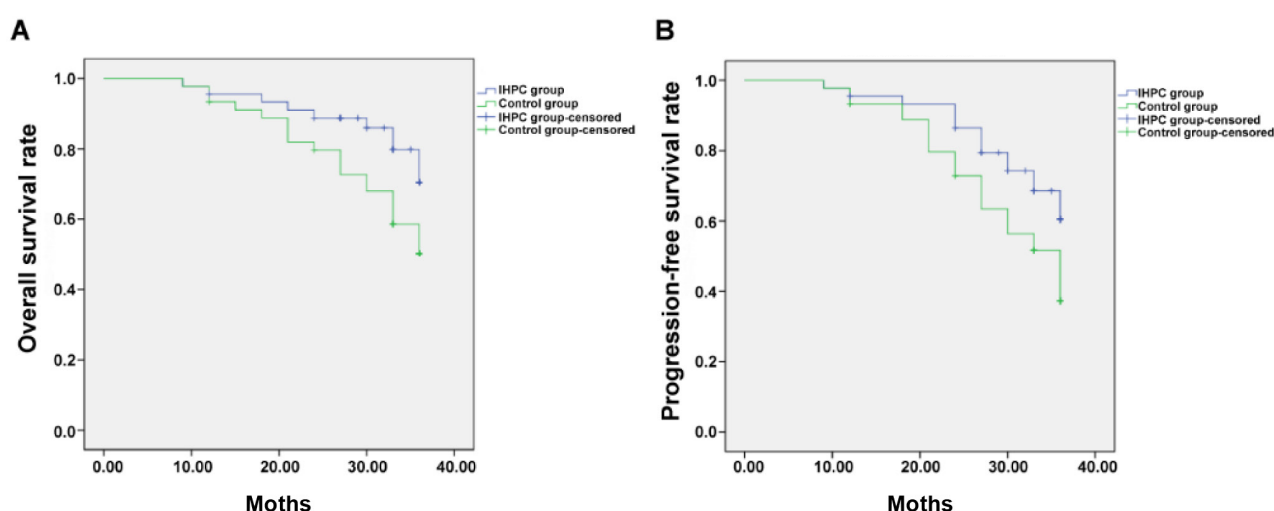 A
Overall survival rate
1.0
0.8
0.6
0.4
0.2
0.0
0.00 10.00 20.00 30.00 40.00
Moths
IHPC group
Control group
IHPC group-censored
Control group-censored
B
Progression-free survival rate
1.0
0.8
0.6
0.4
0.2
0.0
0.00 10.00 20.00 30.00 40.00
Moths
IHPC group
Control group
IHPC group-censored
Control group-censored